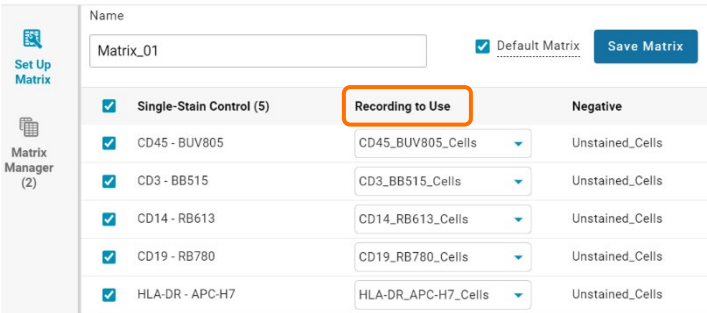 Name
Set Up
Matrix
Matrix_01
Default Matrix
Save Matrix
Matrix
Manager
(2)
Single-Stain Control (5) Recording to Use Negative
CD45 - BUV805 CD45_BUV805_Cells Unstained_Cells
CD3 - BB515 CD3_BB515_Cells Unstained_Cells
CD14 - RB613 CD14_RB613_Cells Unstained_Cells
CD19 - RB780 CD19_RB780_Cells Unstained_Cells
HLA-DR - APC-H7 HLA-DR_APC-H7_Cells Unstained_Cells